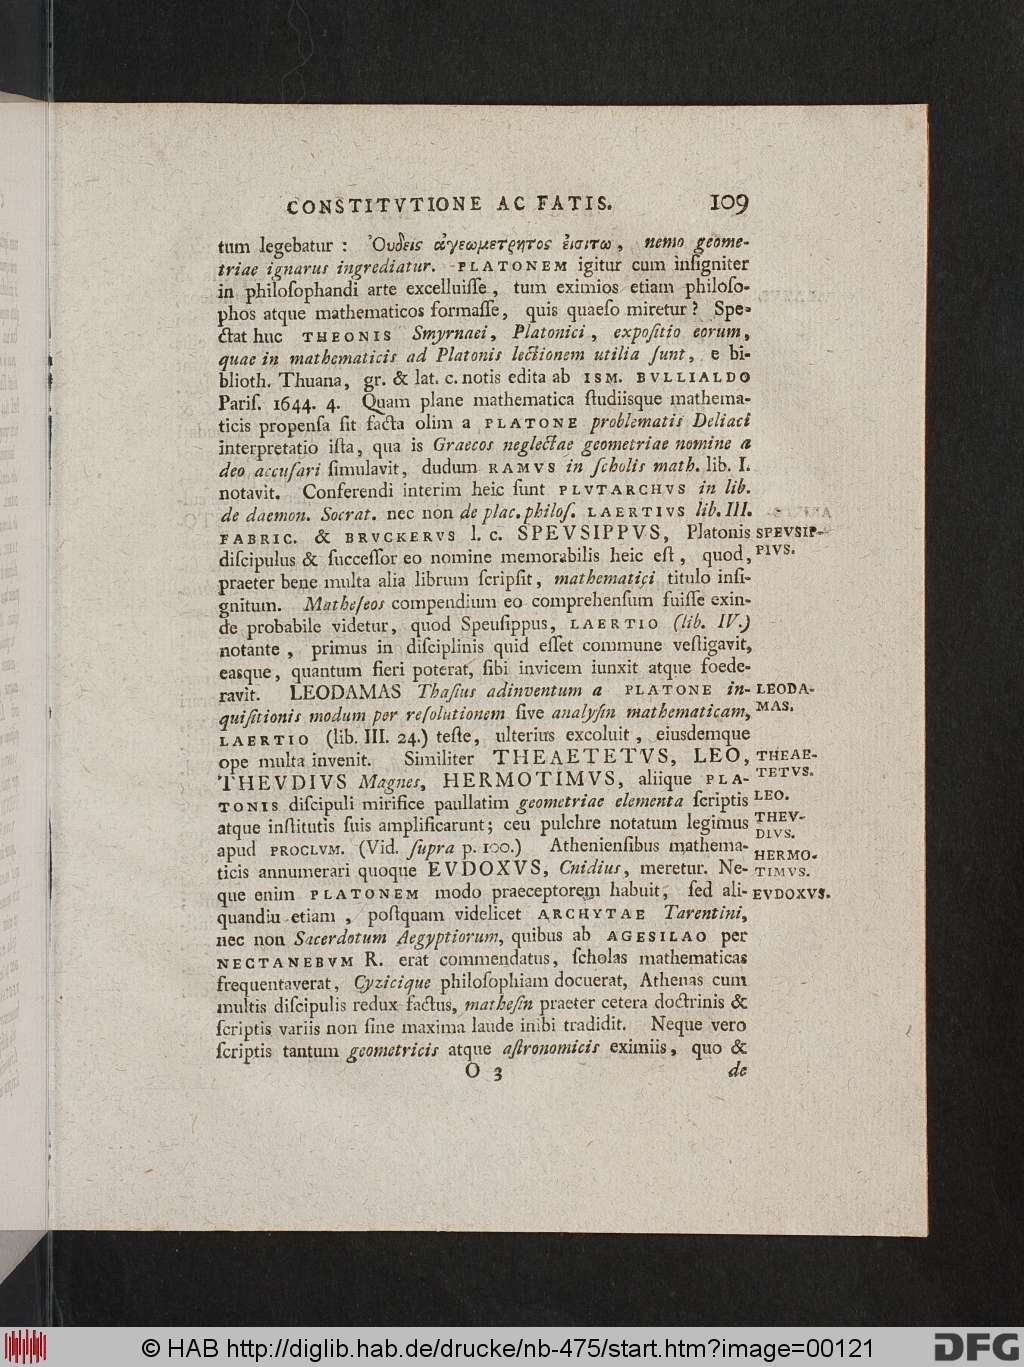 CONSTITVTIONE AC FATIS. 109
tum legebatur : Ὀυδεις ἀγεωμετρητος ἐισιτω, nemo geome-
triae ignarus ingrediatur. PLATONEM igitur cum inſigniter
in philoſophandi arte excelluiſſe, tum eximios etiam philoſo-
phos atque mathematicos formaſſe, quis quaeſo miretur? Spe-
ctat huc THEONIS Smyrnaei, Platonici, expoſitio eorum,
quae in mathematicis ad Platonis lectionem utilia ſunt, e bi-
blioth. Thuana, gr. & lat. c. notis edita ab ISM. BVLLIALDO
Pariſ. 1644. 4. Quam plane mathematica ſtudiisque mathema-
ticis propenſa ſit facta olim a PLATONE problematis Deliaci
interpretatio iſta, qua is Graecos neglectae geometriae nomine a
deo accuſari ſimulavit, dudum RAMVS in ſcholis math. lib. I.
notavit. Conferendi interim heic ſunt PLVTARCHVS in lib.
de daemon. Socrat. nec non de plac. philoſ. LAERTIVS lib. III.
FABRIC. & BRVCKERVS l. c. SPEVSIPPVS, Platonis
diſcipulus & ſucceſſor eo nomine memorabilis heic eſt, quod,
praeter bene multa alia librum ſcripſit, mathematici titulo inſi-
gnitum. Matheſeos compendium eo comprehenſum fuiſſe exin-
de probabile videtur, quod Speuſippus, LAERTIO (lib. IV.)
notante, primus in diſciplinis quid eſſet commune veſtigavit,
easque, quantum fieri poterat, ſibi invicem iunxit atque foede-
ravit. LEODAMAS Thaſius adinventum a PLATONE in-
quiſitionis modum per reſolutionem ſive analyſin mathematicam,
LAERTIO (lib. III. 24.) teſte, ulterius excoluit, eiusdemque
ope multa invenit. Similiter THEAETETVS, LEO,
THEVDIVS Magnes, HERMOTIMVS, aliique PLA-
TONIS diſcipuli mirifice paullatim geometriae elementa ſcriptis
atque inſtitutis ſuis amplificarunt; ceu pulchre notatum legimus
apud PROCLVM. (Vid. ſupra p. 100.) Athenienſibus mathema-
ticis annumerari quoque EVDOXVS, Cnidius, meretur. Ne-
que enim PLATONEM modo praeceptorem habuit, ſed ali-
quandiu etiam, poſtquam videlicet ARCHYTAE Tarentini,
nec non Sacerdotum Aegyptiorum, quibus ab AGESILAO per
NECTANEBVM R. erat commendatus, ſcholas mathematicas
frequentaverat, Cyzicique philoſophiam docuerat, Athenas cum
multis diſcipulis redux factus, matheſin praeter cetera doctrinis &
ſcriptis variis non ſine maxima laude inibi tradidit. Neque vero
ſcriptis tantum geometricis atque aſtronomicis eximiis, quo &
O 3 de
SPEVSIP-
PIVS.
LEODA-
MAS.
THEAE-
TETVS.
LEO.
THEV-
DIVS.
HERMO-
TIMVS.
EVDOXVS.
© HAB http://diglib.hab.de/drucke/nb-475/start.htm?image=00121
DFG